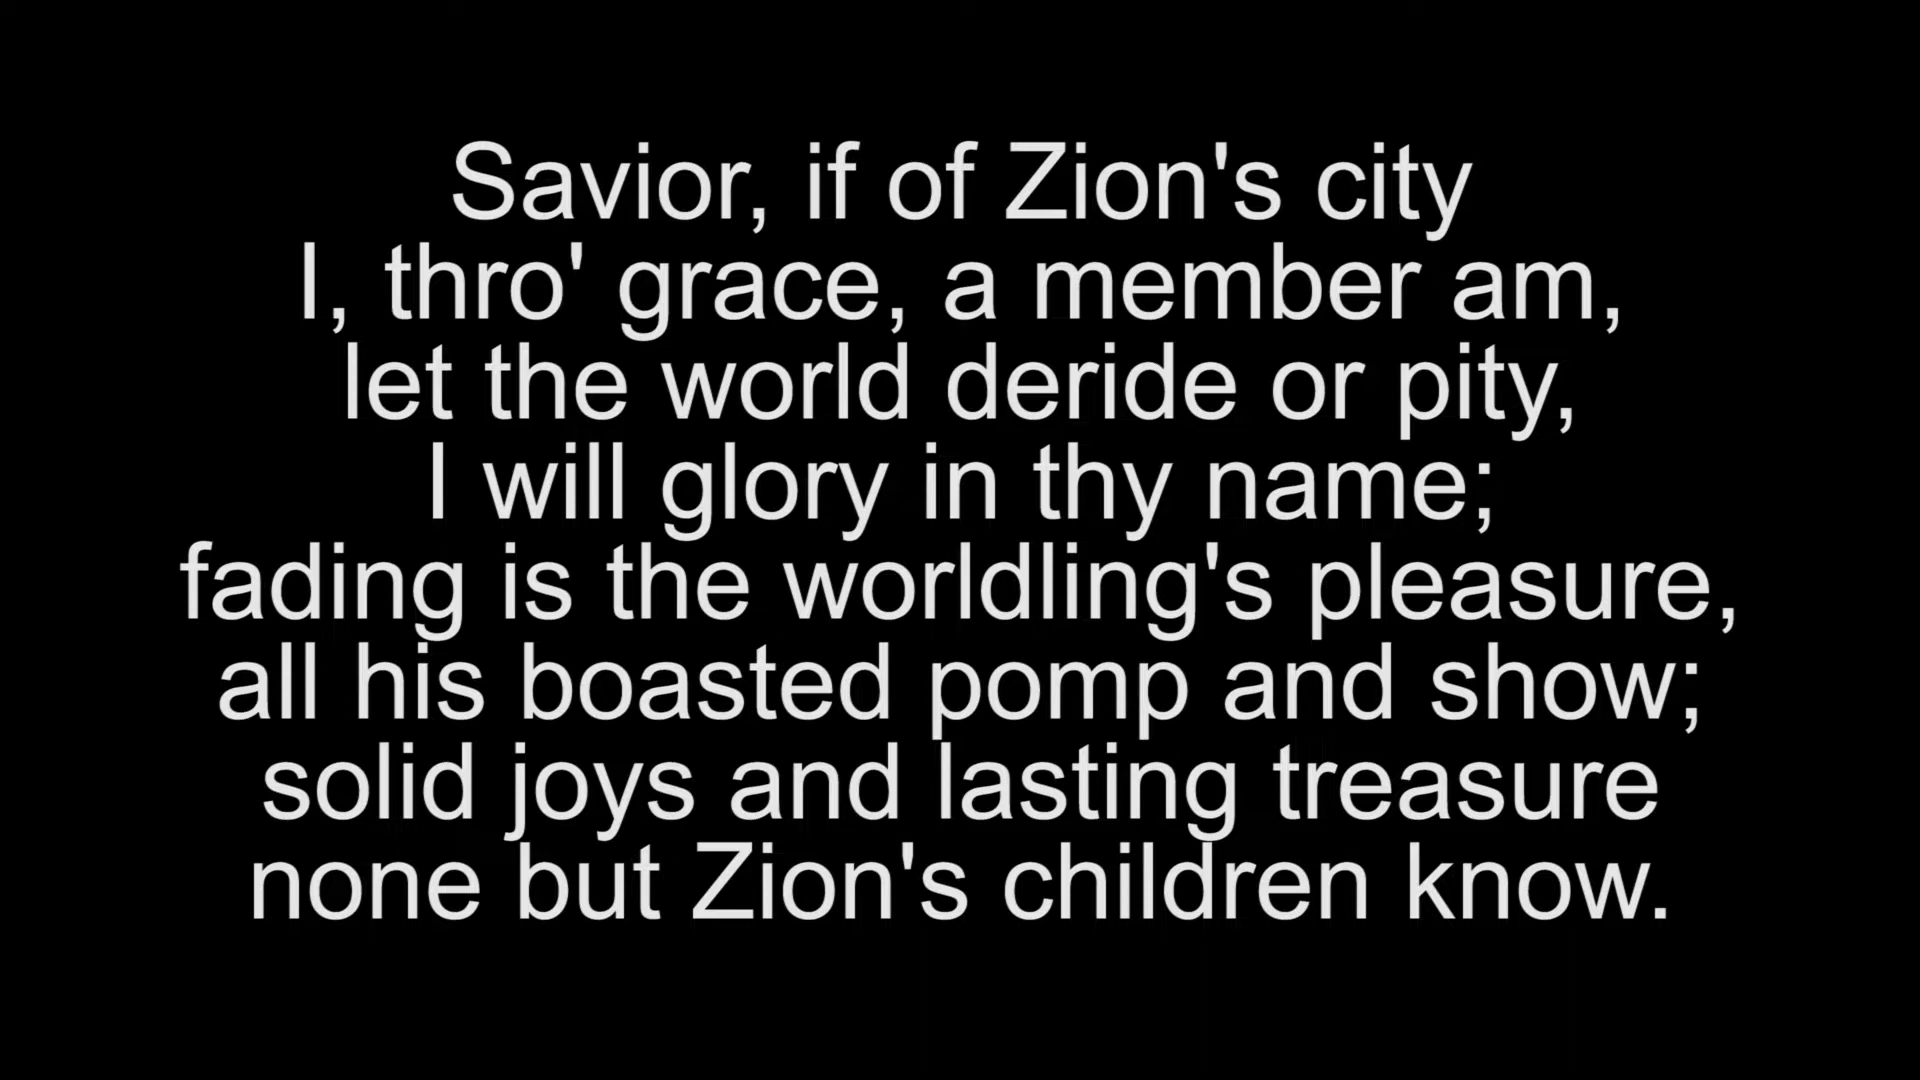 Savior, if of Zion's city
I, thro' grace, a member am,
let the world deride or pity,
I will glory in thy name;
fading is the worldling's pleasure,
all his boasted pomp and show;
solid joys and lasting treasure
none but Zion's children know.